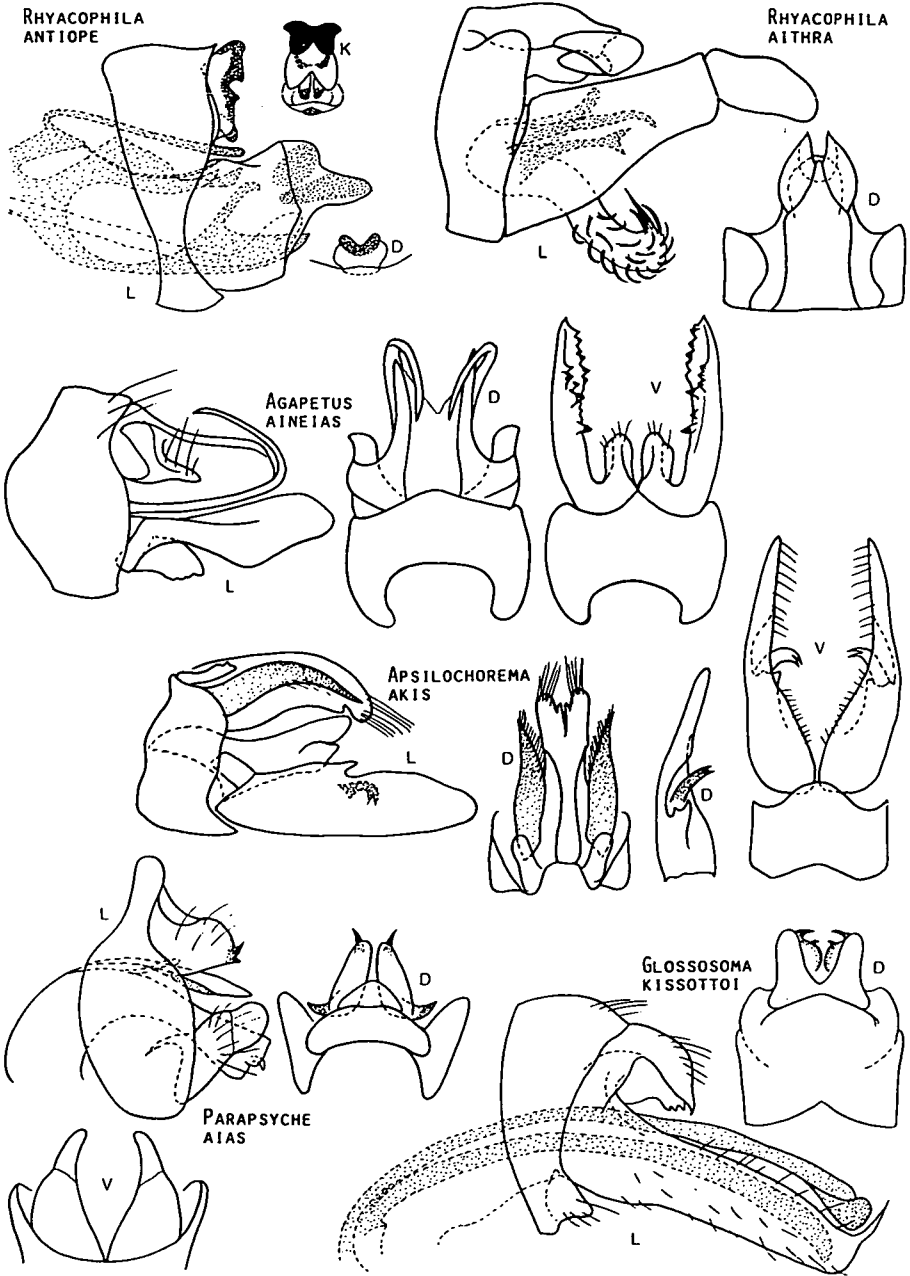 RHYACOPHILA
ANTIOPE
K
D
L
RHYACOPHILA
AITHRA
D
L
AGAPETUS
AINEIAS
D
V
L
V
APSILOCHOREMA
AKIS
L
D
D
L
D
PARAPSYCHE
AIAS
V
GLOSSOSOMA
KISSOTTOI
D
L